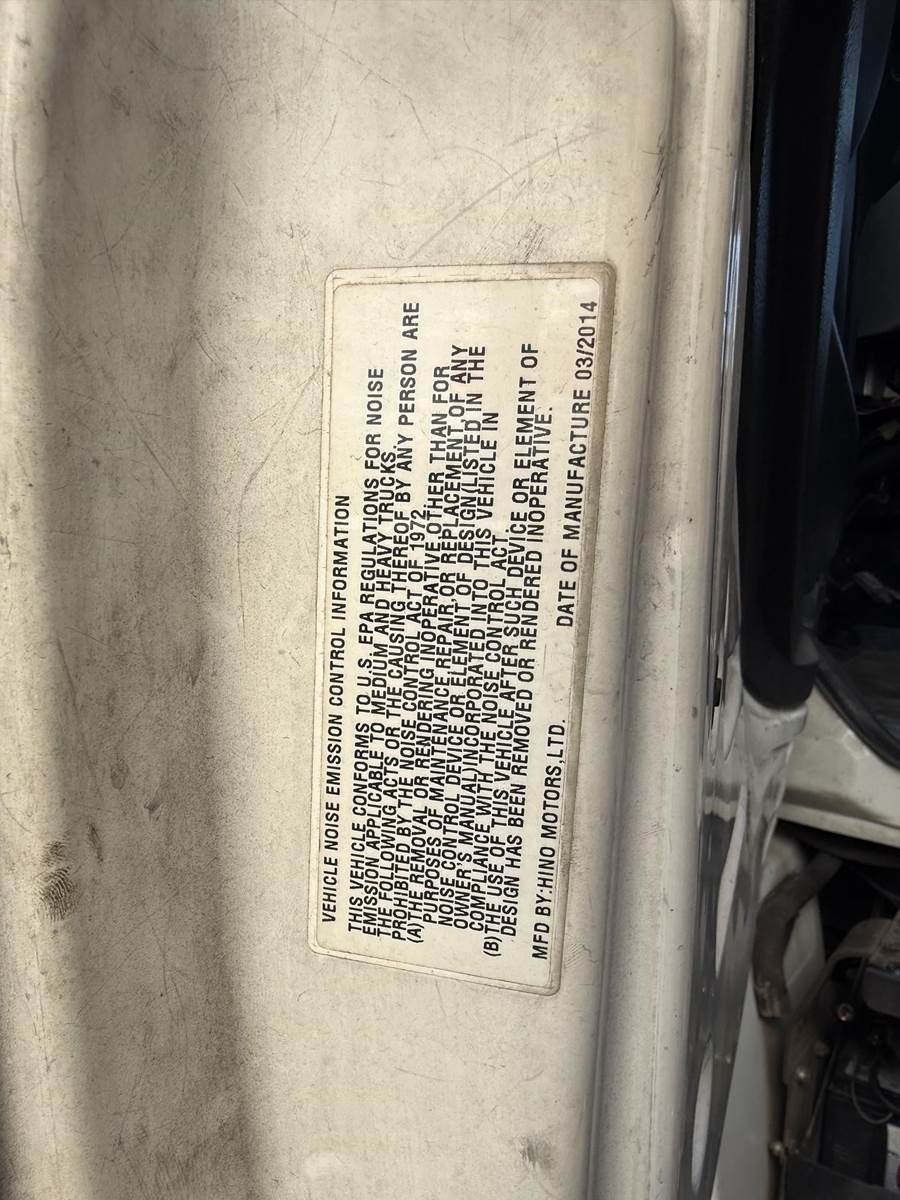 VEHICLE NOISE EMISSION CONTROL INFORMATION
THIS VEHICLE CONFORMS TO U.S. EPA REGULATIONS FOR NOISE
EMISSION APPLICABLE TO MEDIUM AND HEAVY TRUCKS.
THE FOLLOWING ACTS OR THE CAUSING THEREOF BY ANY PERSON ARE
PROHIBITED BY THE NOISE CONTROL ACT OF 1972.
(A)THE REMOVAL OR RENDERING INOPERATIVE,OTHER THAN FOR
PURPOSES OF MAINTENANCE,REPAIR,OR REPLACEMENT,OF ANY
NOISE CONTROL DEVICE OR ELEMENT OF DESIGN(LISTED IN THE
OWNER'S MANUAL)INCORPORATED INTO THIS VEHICLE IN
COMPLIANCE WITH THE NOISE CONTROL ACT.
(B)THE USE OF THIS VEHICLE AFTER SUCH DEVICE OR ELEMENT OF
DESIGN HAS BEEN REMOVED OR RENDERED INOPERATIVE.
MFD BY:HINO MOTORS,LTD. DATE OF MANUFACTURE 03/2014